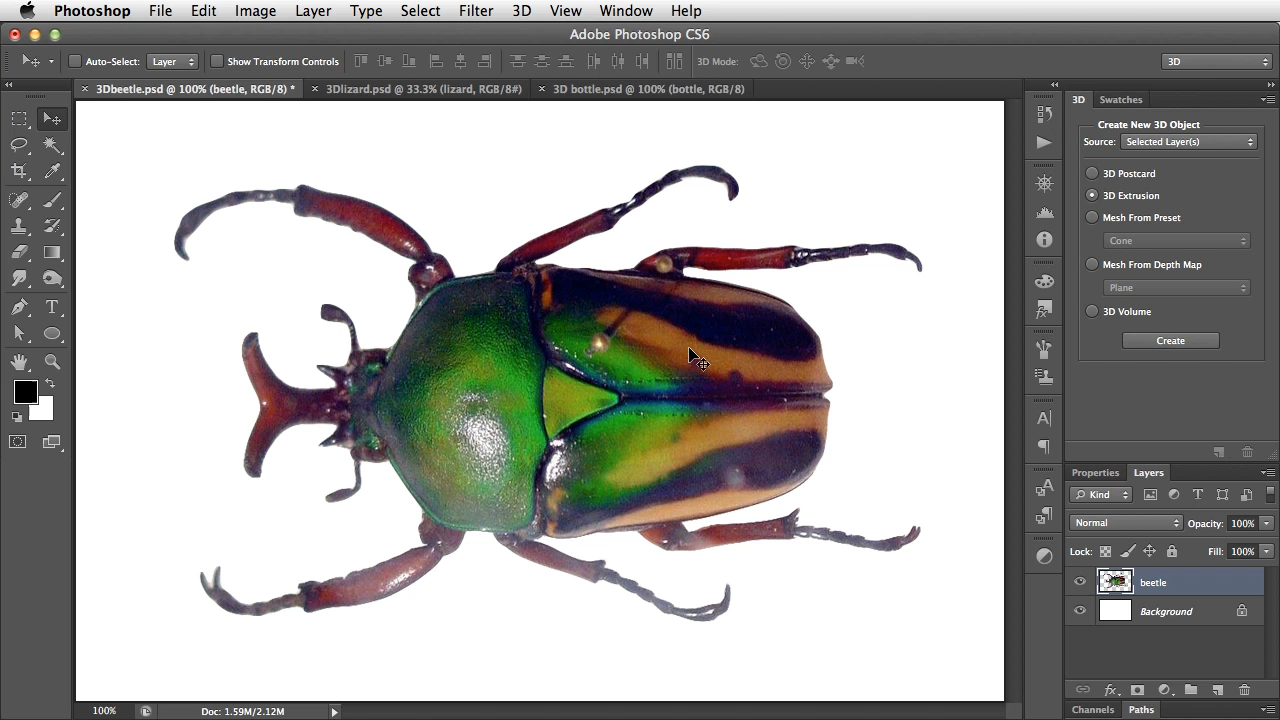 Photoshop File Edit Image Layer Type Select Filter 3D View Window Help
Adobe Photoshop CS6
Auto-Select: Layer Show Transform Controls 3D Mode: 3D
3Dbeetle.psd @ 100% (beetle, RGB/8) * 3Dlizard.psd @ 33.3% (lizard, RGB/8#) 3D bottle.psd @ 100% (bottle, RGB/8)
3D Swatches
Create New 3D Object
Source: Selected Layer(s)
3D Postcard
3D Extrusion
Mesh From Preset
Cone
Mesh From Depth Map
Plane
3D Volume
Create
Properties Layers
Kind
Normal Opacity: 100%
Lock: Fill: 100%
beetle
Background
100% Doc: 1.59M/2.12M
Channels Paths